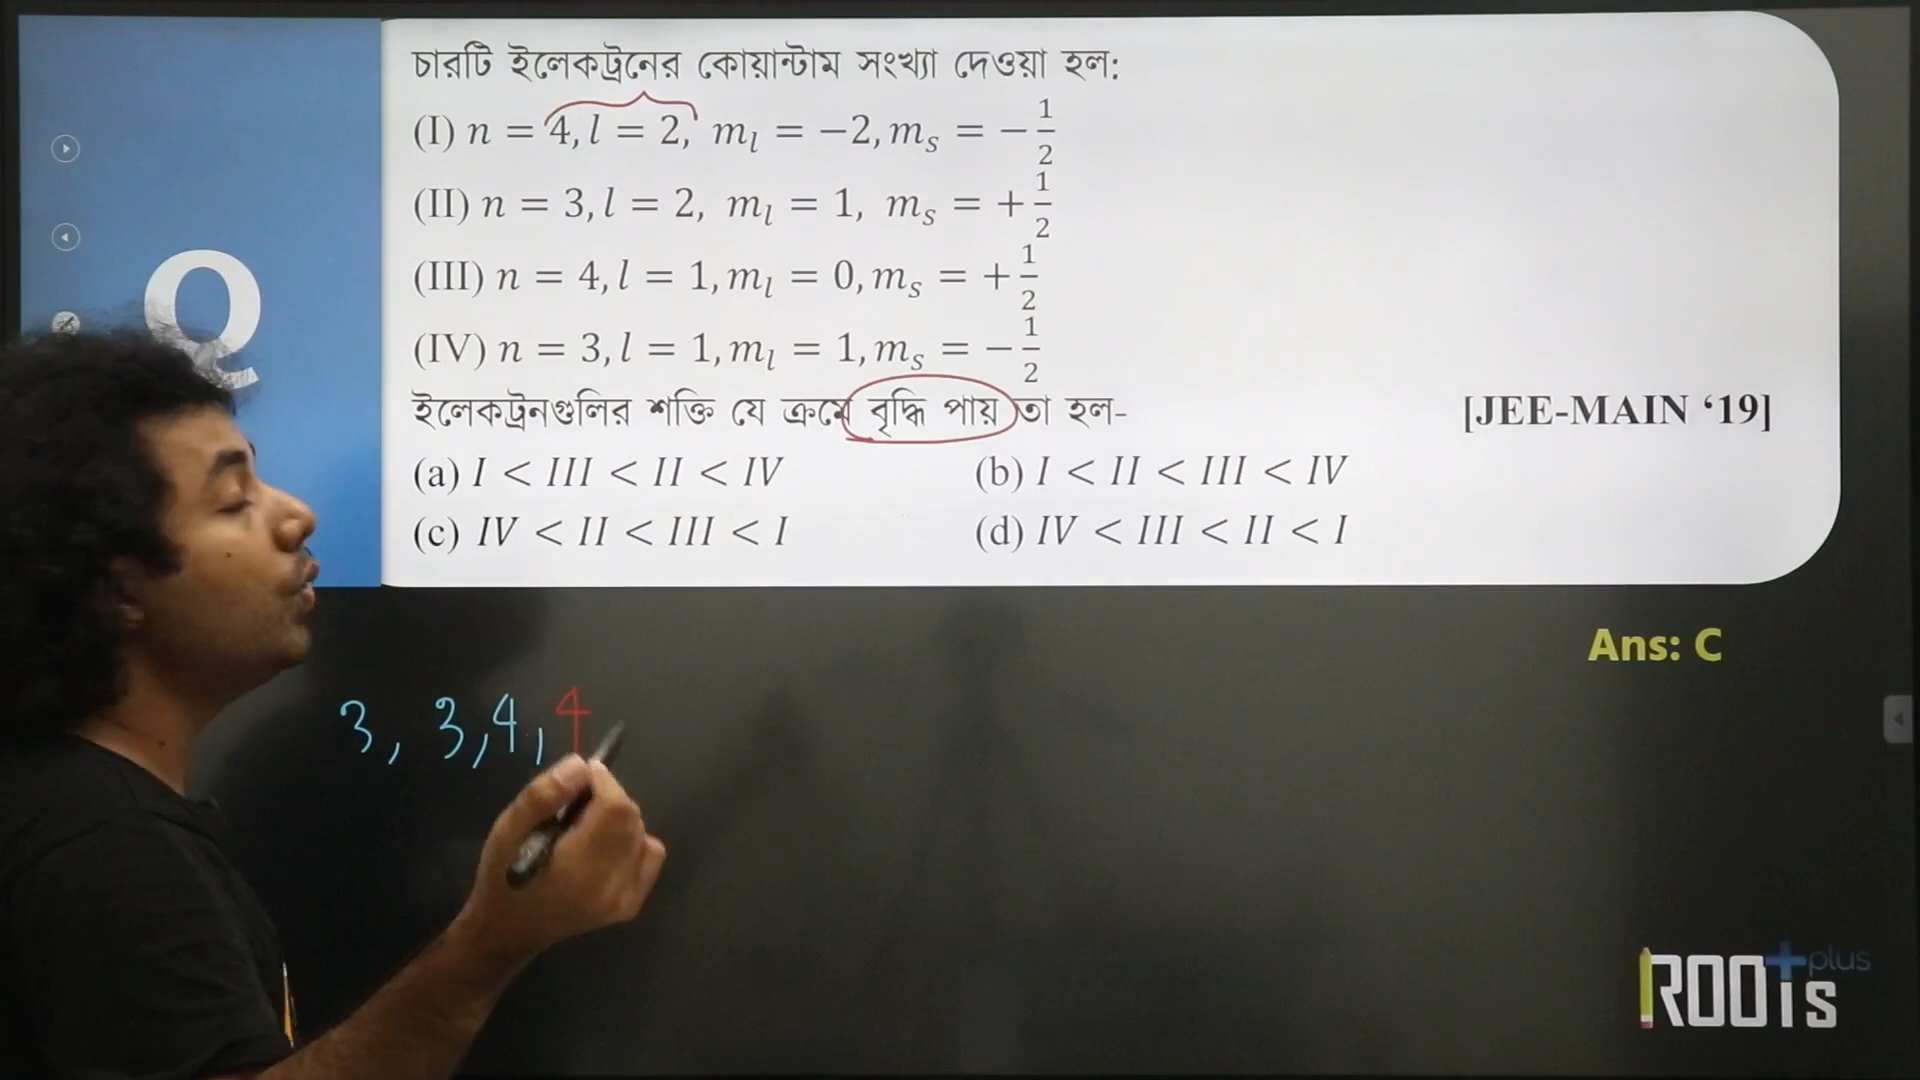 চারটি ইলেকট্রনের কোয়ান্টাম সংখ্যা দেওয়া হল:
(I) n = 4, l = 2, m_l = −2, m_s = −1/2
(II) n = 3, l = 2, m_l = 1, m_s = +1/2
(III) n = 4, l = 1, m_l = 0, m_s = +1/2
(IV) n = 3, l = 1, m_l = 1, m_s = −1/2
Q
ইলেকট্রনগুলির শক্তি যে ক্রমে বৃদ্ধি পায় তা হল- [JEE-MAIN ‘19]
(a) I < III < II < IV (b) I < II < III < IV
(c) IV < II < III < I (d) IV < III < II < I
Ans: C
3, 3, 4, 4
ROOTs plus